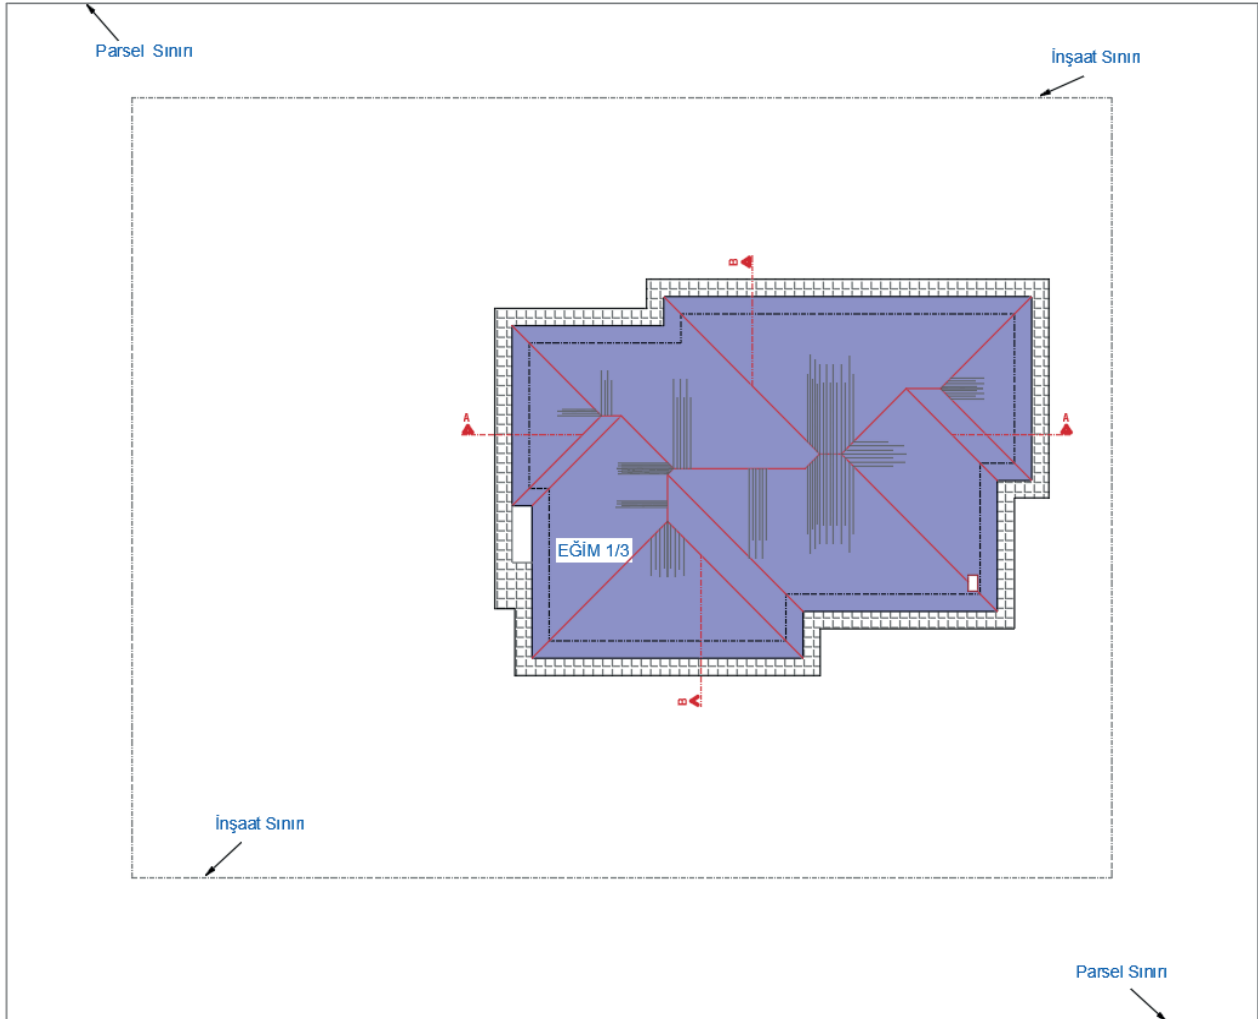 Parsel Sınırı
İnşaat Sınırı
B
A
A
EĞİM 1/3
B
İnşaat Sınırı
Parsel Sınırı